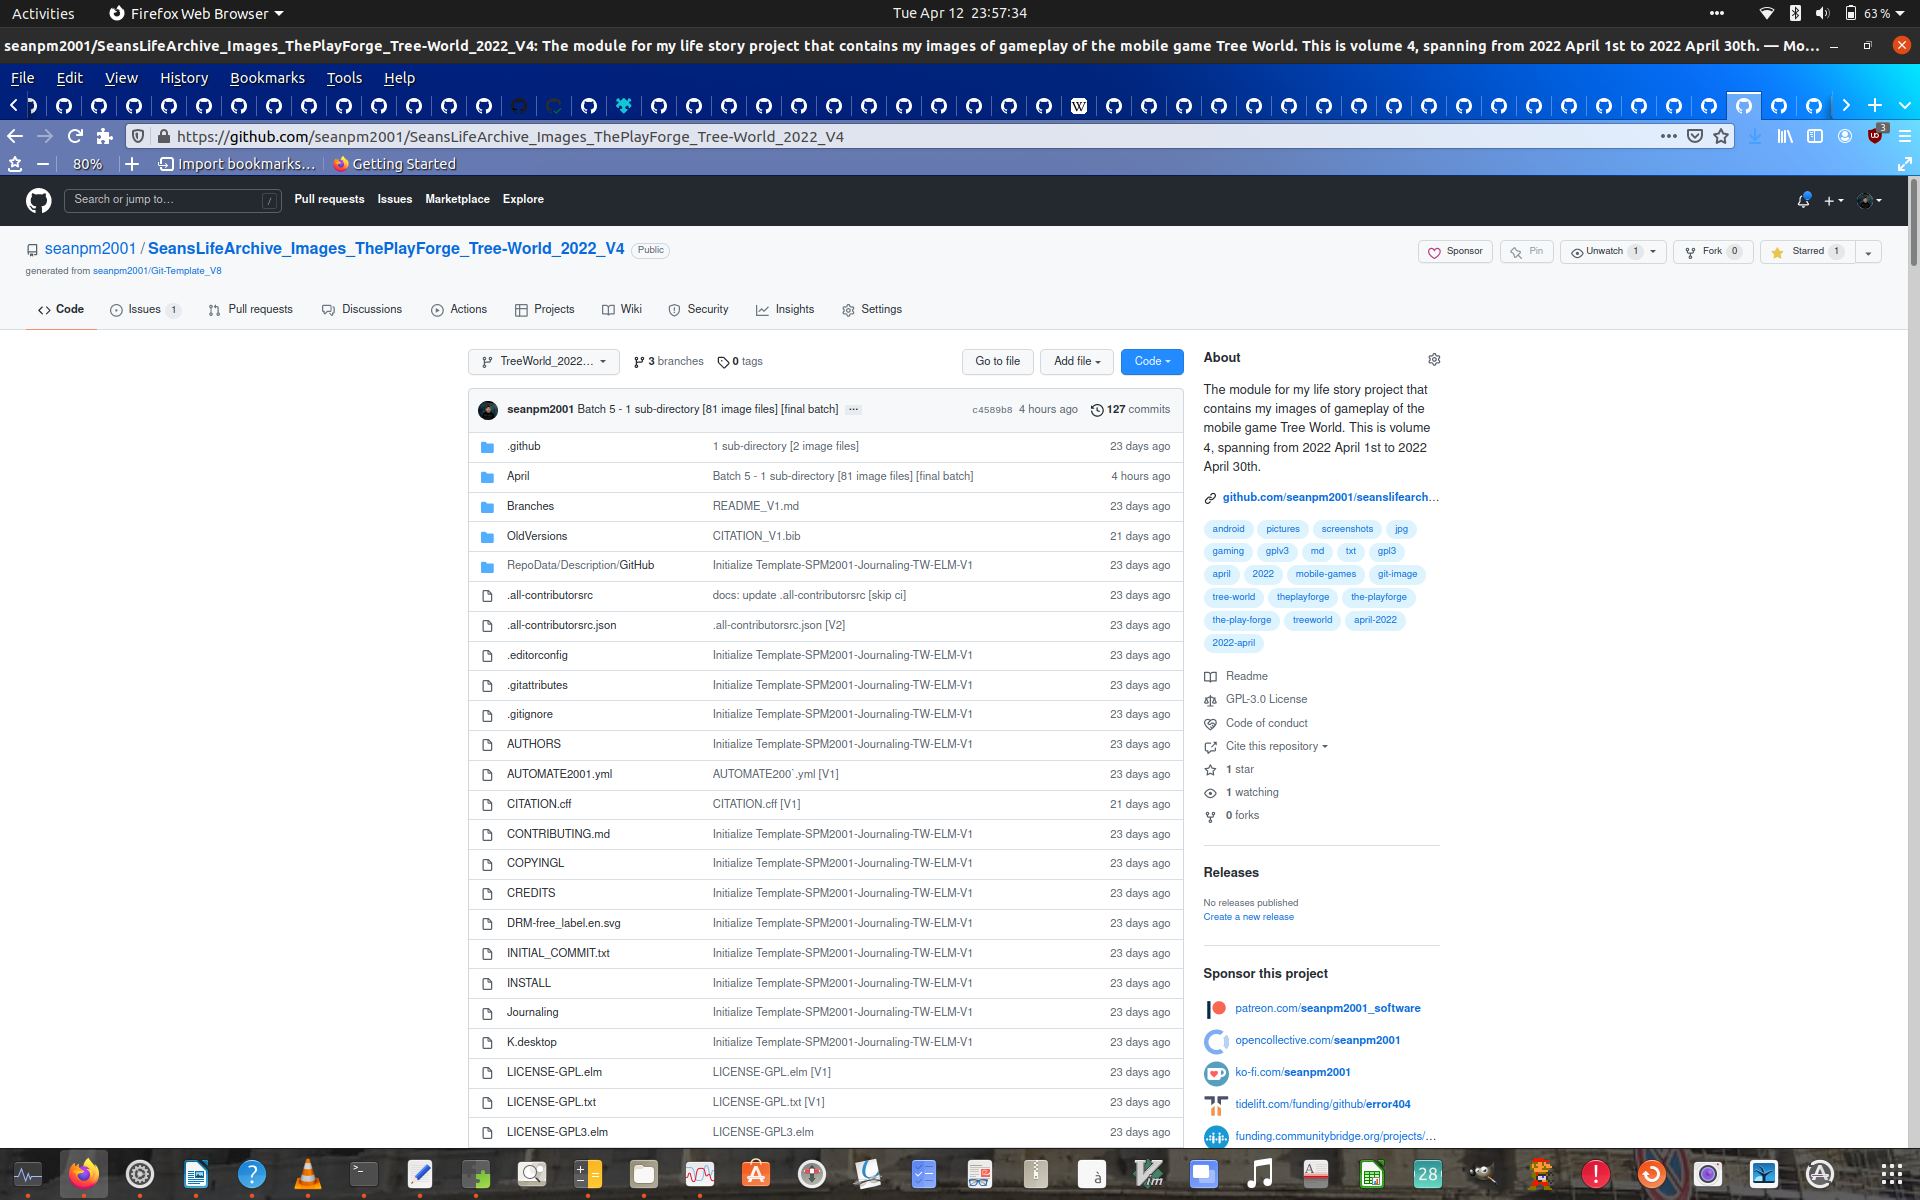 Activities Firefox Web Browser Tue Apr 12 23:57:34 63 %
seanpm2001/SeansLifeArchive_Images_ThePlayForge_Tree-World_2022_V4: The module for my life story project that contains my images of gameplay of the mobile game Tree World. This is volume 4, spanning from 2022 April 1st to 2022 April 30th. — Mo…
File Edit View History Bookmarks Tools Help
https://github.com/seanpm2001/SeansLifeArchive_Images_ThePlayForge_Tree-World_2022_V4 3
80% Import bookmarks… Getting Started
Search or jump to… / Pull requests Issues Marketplace Explore
seanpm2001 / SeansLifeArchive_Images_ThePlayForge_Tree-World_2022_V4 Public Sponsor Pin Unwatch 1 Fork 0 Starred 1
generated from seanpm2001/Git-Template_V8
Code Issues 1 Pull requests Discussions Actions Projects Wiki Security Insights Settings
TreeWorld_2022… 3 branches 0 tags Go to file Add file Code
seanpm2001 Batch 5 - 1 sub-directory [81 image files] [final batch] … c4589b8 4 hours ago 127 commits
.github 1 sub-directory [2 image files] 23 days ago
April Batch 5 - 1 sub-directory [81 image files] [final batch] 4 hours ago
Branches README_V1.md 23 days ago
OldVersions CITATION_V1.bib 21 days ago
RepoData/Description/GitHub Initialize Template-SPM2001-Journaling-TW-ELM-V1 23 days ago
.all-contributorsrc docs: update .all-contributorsrc [skip ci] 23 days ago
.all-contributorsrc.json .all-contributorsrc.json [V2] 23 days ago
.editorconfig Initialize Template-SPM2001-Journaling-TW-ELM-V1 23 days ago
.gitattributes Initialize Template-SPM2001-Journaling-TW-ELM-V1 23 days ago
.gitignore Initialize Template-SPM2001-Journaling-TW-ELM-V1 23 days ago
AUTHORS Initialize Template-SPM2001-Journaling-TW-ELM-V1 23 days ago
AUTOMATE2001.yml AUTOMATE200`.yml [V1] 23 days ago
CITATION.cff CITATION.cff [V1] 21 days ago
CONTRIBUTING.md Initialize Template-SPM2001-Journaling-TW-ELM-V1 23 days ago
COPYINGL Initialize Template-SPM2001-Journaling-TW-ELM-V1 23 days ago
CREDITS Initialize Template-SPM2001-Journaling-TW-ELM-V1 23 days ago
DRM-free_label.en.svg Initialize Template-SPM2001-Journaling-TW-ELM-V1 23 days ago
INITIAL_COMMIT.txt Initialize Template-SPM2001-Journaling-TW-ELM-V1 23 days ago
INSTALL Initialize Template-SPM2001-Journaling-TW-ELM-V1 23 days ago
Journaling Initialize Template-SPM2001-Journaling-TW-ELM-V1 23 days ago
K.desktop Initialize Template-SPM2001-Journaling-TW-ELM-V1 23 days ago
LICENSE-GPL.elm LICENSE-GPL.elm [V1] 23 days ago
LICENSE-GPL.txt LICENSE-GPL.txt [V1] 23 days ago
LICENSE-GPL3.elm LICENSE-GPL3.elm 23 days ago
About
The module for my life story project that
contains my images of gameplay of the
mobile game Tree World. This is volume
4, spanning from 2022 April 1st to 2022
April 30th.
github.com/seanpm2001/seanslifearch…
android pictures screenshots jpg
gaming gplv3 md txt gpl3
april 2022 mobile-games git-image
tree-world theplayforge the-playforge
the-play-forge treeworld april-2022
2022-april
Readme
GPL-3.0 License
Code of conduct
Cite this repository
1 star
1 watching
0 forks
Releases
No releases published
Create a new release
Sponsor this project
patreon.com/seanpm2001_software
opencollective.com/seanpm2001
ko-fi.com/seanpm2001
tidelift.com/funding/github/error404
funding.communitybridge.org/projects/…
28